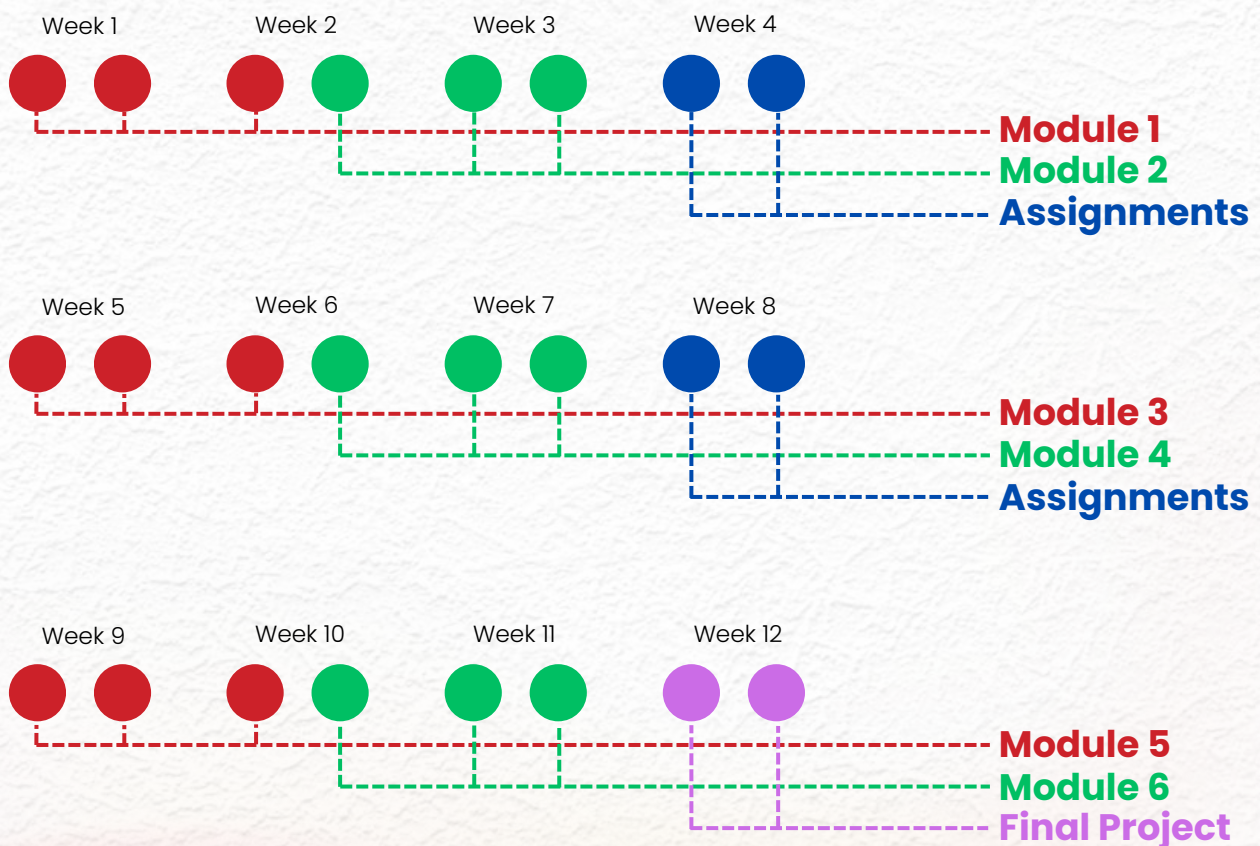 Week 1 Week 2 Week 3 Week 4
Module 1
Module 2
Assignments
Week 5 Week 6 Week 7 Week 8
Module 3
Module 4
Assignments
Week 9 Week 10 Week 11 Week 12
Module 5
Module 6
Final Project